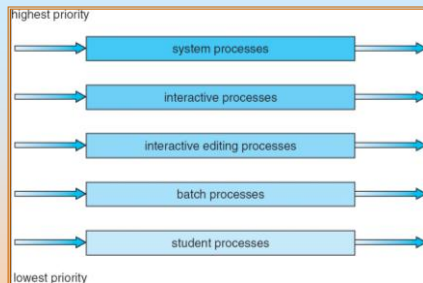 highest priority
system processes
interactive processes
interactive editing processes
batch processes
student processes
lowest priority